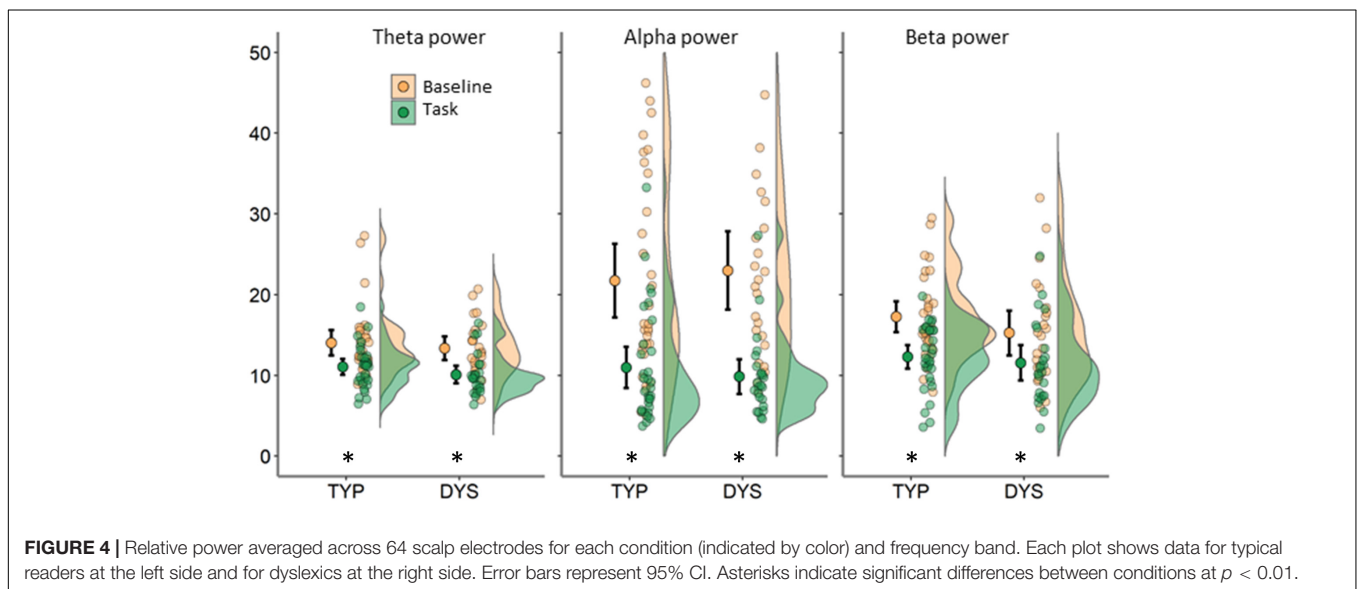 Theta power
Alpha power
Beta power
50
40
30
20
10
0
Baseline
Task
* * * * * *
TYP DYS TYP DYS TYP DYS
FIGURE 4 | Relative power averaged across 64 scalp electrodes for each condition (indicated by color) and frequency band. Each plot shows data for typical
readers at the left side and for dyslexics at the right side. Error bars represent 95% CI. Asterisks indicate significant differences between conditions at p < 0.01.